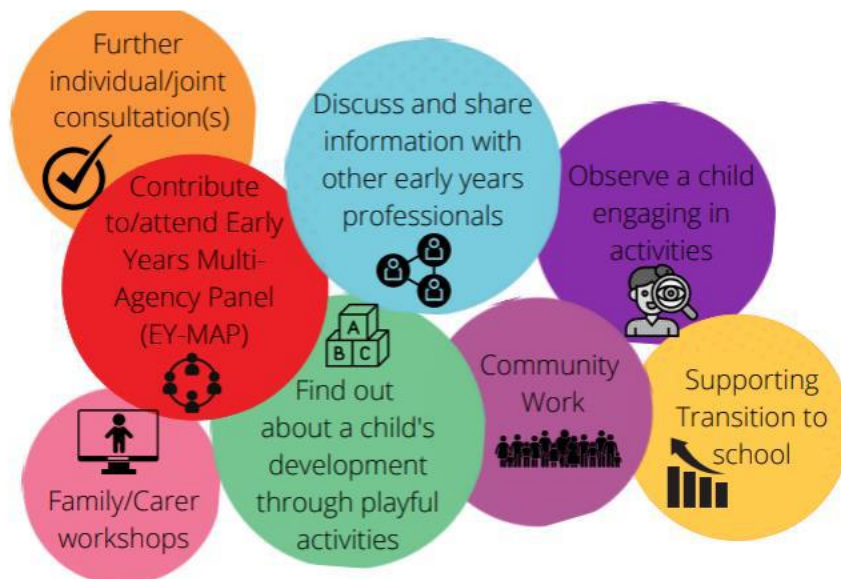 Further
individual/joint
consultation(s)
Contribute
to/attend Early
Years Multi-
Agency Panel
(EY-MAP)
Discuss and share
information with
other early years
professionals
Observe a child
engaging in
activities
Family/Carer
workshops
A
B C
Find out
about a child's
development
through playful
activities
Community
Work
Supporting
Transition to
school